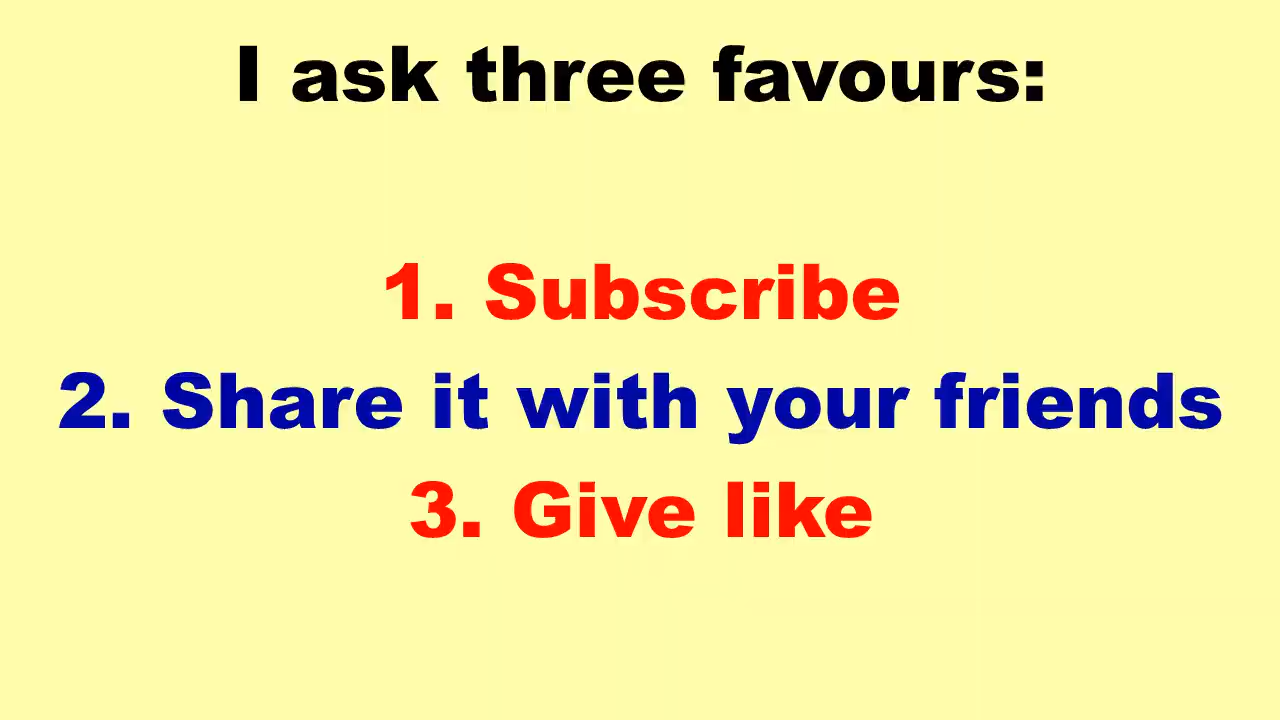 I ask three favours:
1. Subscribe
2. Share it with your friends
3. Give like